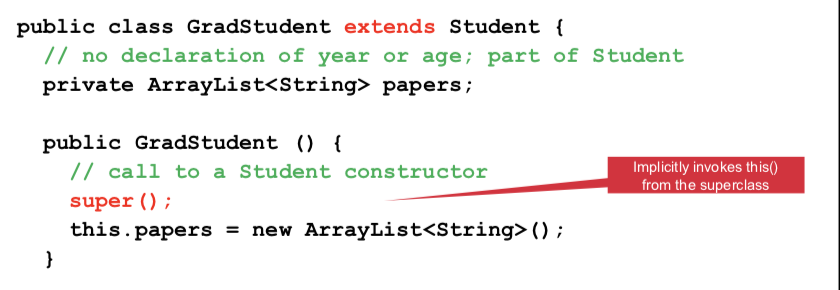 public class GradStudent extends Student {
// no declaration of year or age; part of Student
private ArrayList<String> papers;
public GradStudent () {
// call to a Student constructor
super();
this.papers = new ArrayList<String>();
}
Implicitly invokes this()
from the superclass